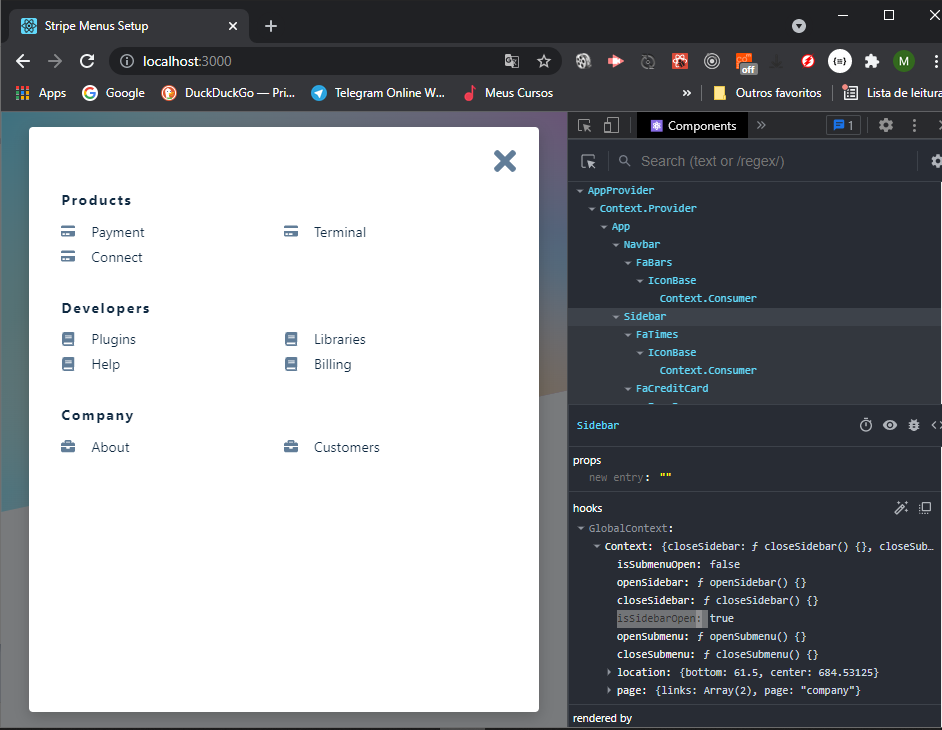 Stripe Menus Setup
localhost:3000
off
M
Apps
Google
DuckDuckGo — Pri...
Telegram Online W...
Meus Cursos
»
Outros favoritos
Lista de leitura
Components
»
1
Search (text or /regex/)
Products
Payment
Terminal
Connect
Developers
Plugins
Libraries
Help
Billing
Company
About
Customers
AppProvider
Context.Provider
App
Navbar
FaBars
IconBase
Context.Consumer
Sidebar
FaTimes
IconBase
Context.Consumer
FaCreditCard
Sidebar
props
new entry: ""
hooks
GlobalContext:
Context: {closeSidebar: ƒ closeSidebar() {}, closeSub…
isSubmenuOpen: false
openSidebar: ƒ openSidebar() {}
closeSidebar: ƒ closeSidebar() {}
isSidebarOpen: true
openSubmenu: ƒ openSubmenu() {}
closeSubmenu: ƒ closeSubmenu() {}
location: {bottom: 61.5, center: 684.53125}
page: {links: Array(2), page: "company"}
rendered by